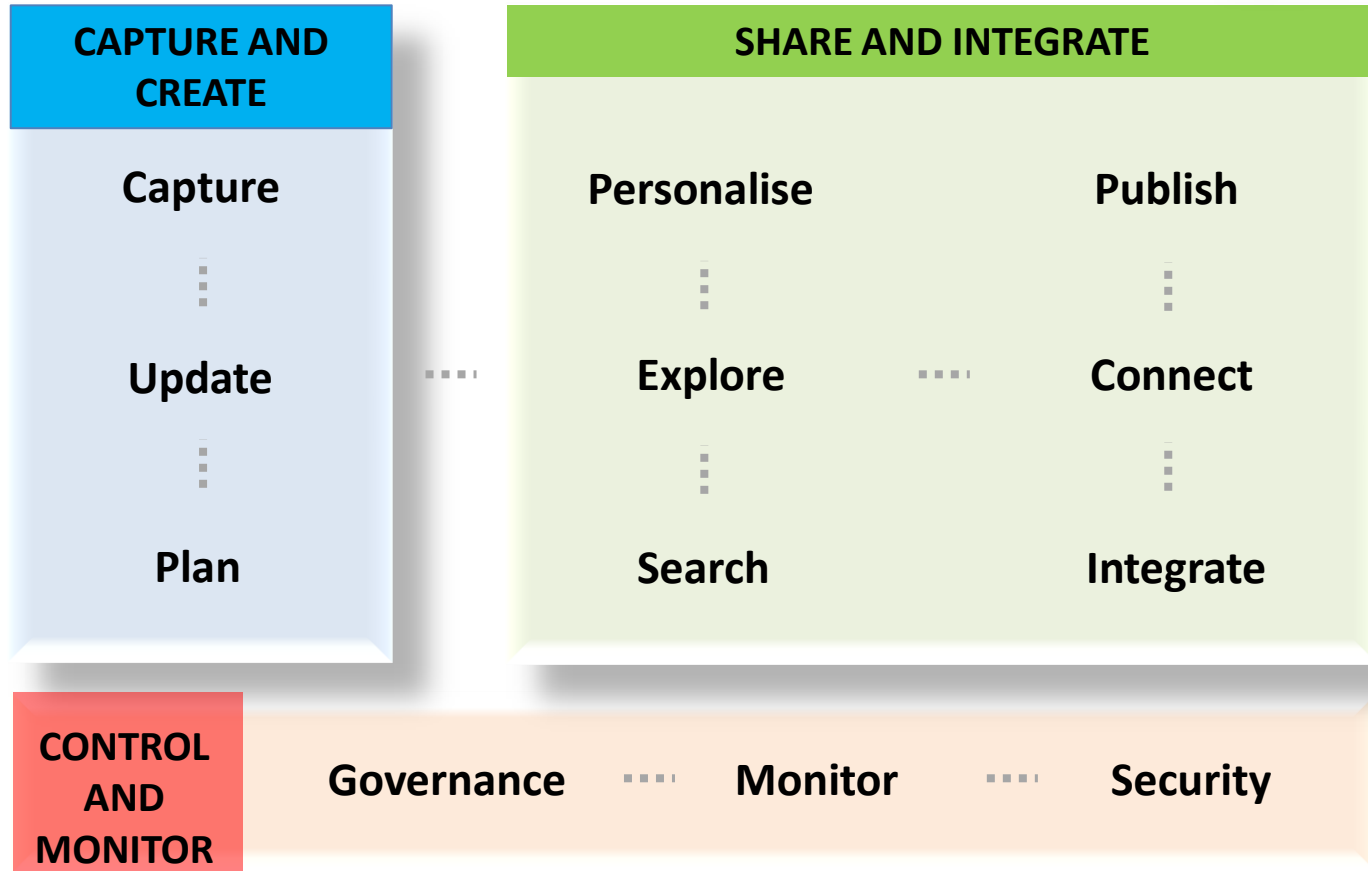 CAPTURE AND
CREATE
Capture
Update
Plan
SHARE AND INTEGRATE
Personalise
Publish
Explore
Connect
Search
Integrate
CONTROL
AND
MONITOR
Governance
Monitor
Security